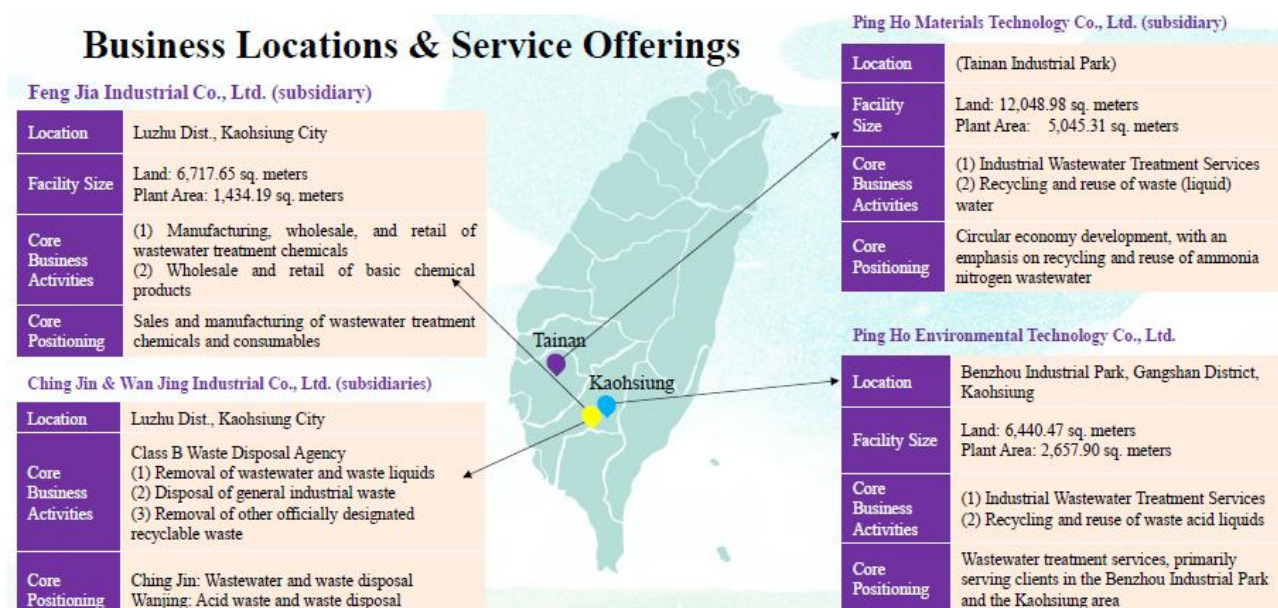 Business Locations & Service Offerings
Feng Jia Industrial Co., Ltd. (subsidiary)
Location
Luzhu Dist., Kaohsiung City
Facility Size
Land: 6,717.65 sq. meters
Plant Area: 1,434.19 sq. meters
Core
Business
Activities
(1) Manufacturing, wholesale, and retail of
wastewater treatment chemicals
(2) Wholesale and retail of basic chemical
products
Core
Positioning
Sales and manufacturing of wastewater treatment
chemicals and consumables
Ching Jin & Wan Jing Industrial Co., Ltd. (subsidiaries)
Location
Luzhu Dist., Kaohsiung City
Core
Business
Activities
Class B Waste Disposal Agency
(1) Removal of wastewater and waste liquids
(2) Disposal of general industrial waste
(3) Removal of other officially designated
recyclable waste
Core
Positioning
Ching Jin: Wastewater and waste disposal
Wanjing: Acid waste and waste disposal
Tainan
Kaohsiung
Ping Ho Materials Technology Co., Ltd. (subsidiary)
Location
(Tainan Industrial Park)
Facility
Size
Land: 12,048.98 sq. meters
Plant Area: 5,045.31 sq. meters
Core
Business
Activities
(1) Industrial Wastewater Treatment Services
(2) Recycling and reuse of waste (liquid)
water
Core
Positioning
Circular economy development, with an
emphasis on recycling and reuse of ammonia
nitrogen wastewater
Ping Ho Environmental Technology Co., Ltd.
Location
Benzhou Industrial Park, Gangshan District,
Kaohsiung
Facility Size
Land: 6,440.47 sq. meters
Plant Area: 2,657.90 sq. meters
Core
Business
Activities
(1) Industrial Wastewater Treatment Services
(2) Recycling and reuse of waste acid liquids
Core
Positioning
Wastewater treatment services, primarily
serving clients in the Benzhou Industrial Park
and the Kaohsiung area